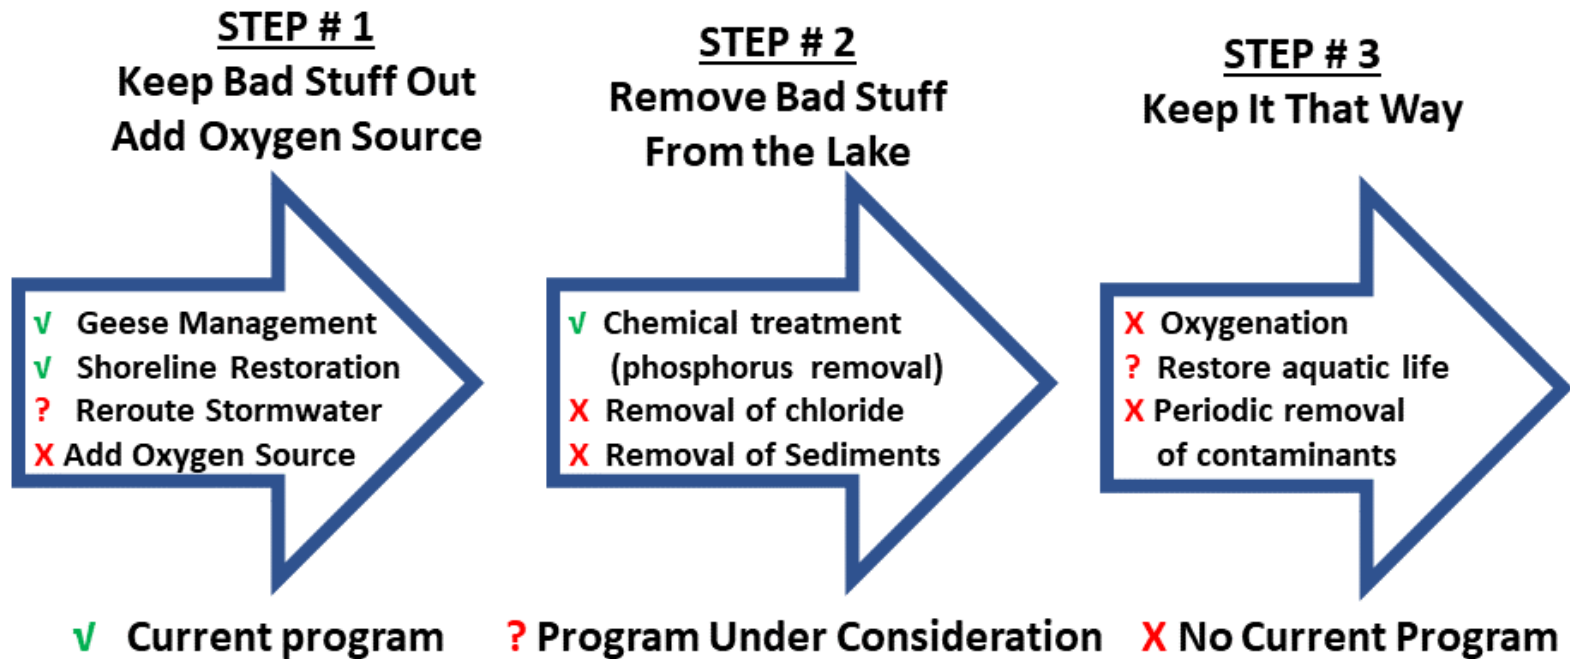 STEP # 1
Keep Bad Stuff Out
Add Oxygen Source
√ Geese Management
√ Shoreline Restoration
? Reroute Stormwater
X Add Oxygen Source
STEP # 2
Remove Bad Stuff
From the Lake
√ Chemical treatment
(phosphorus removal)
X Removal of chloride
X Removal of Sediments
STEP # 3
Keep It That Way
X Oxygenation
? Restore aquatic life
X Periodic removal
of contaminants
√ Current program
? Program Under Consideration
X No Current Program